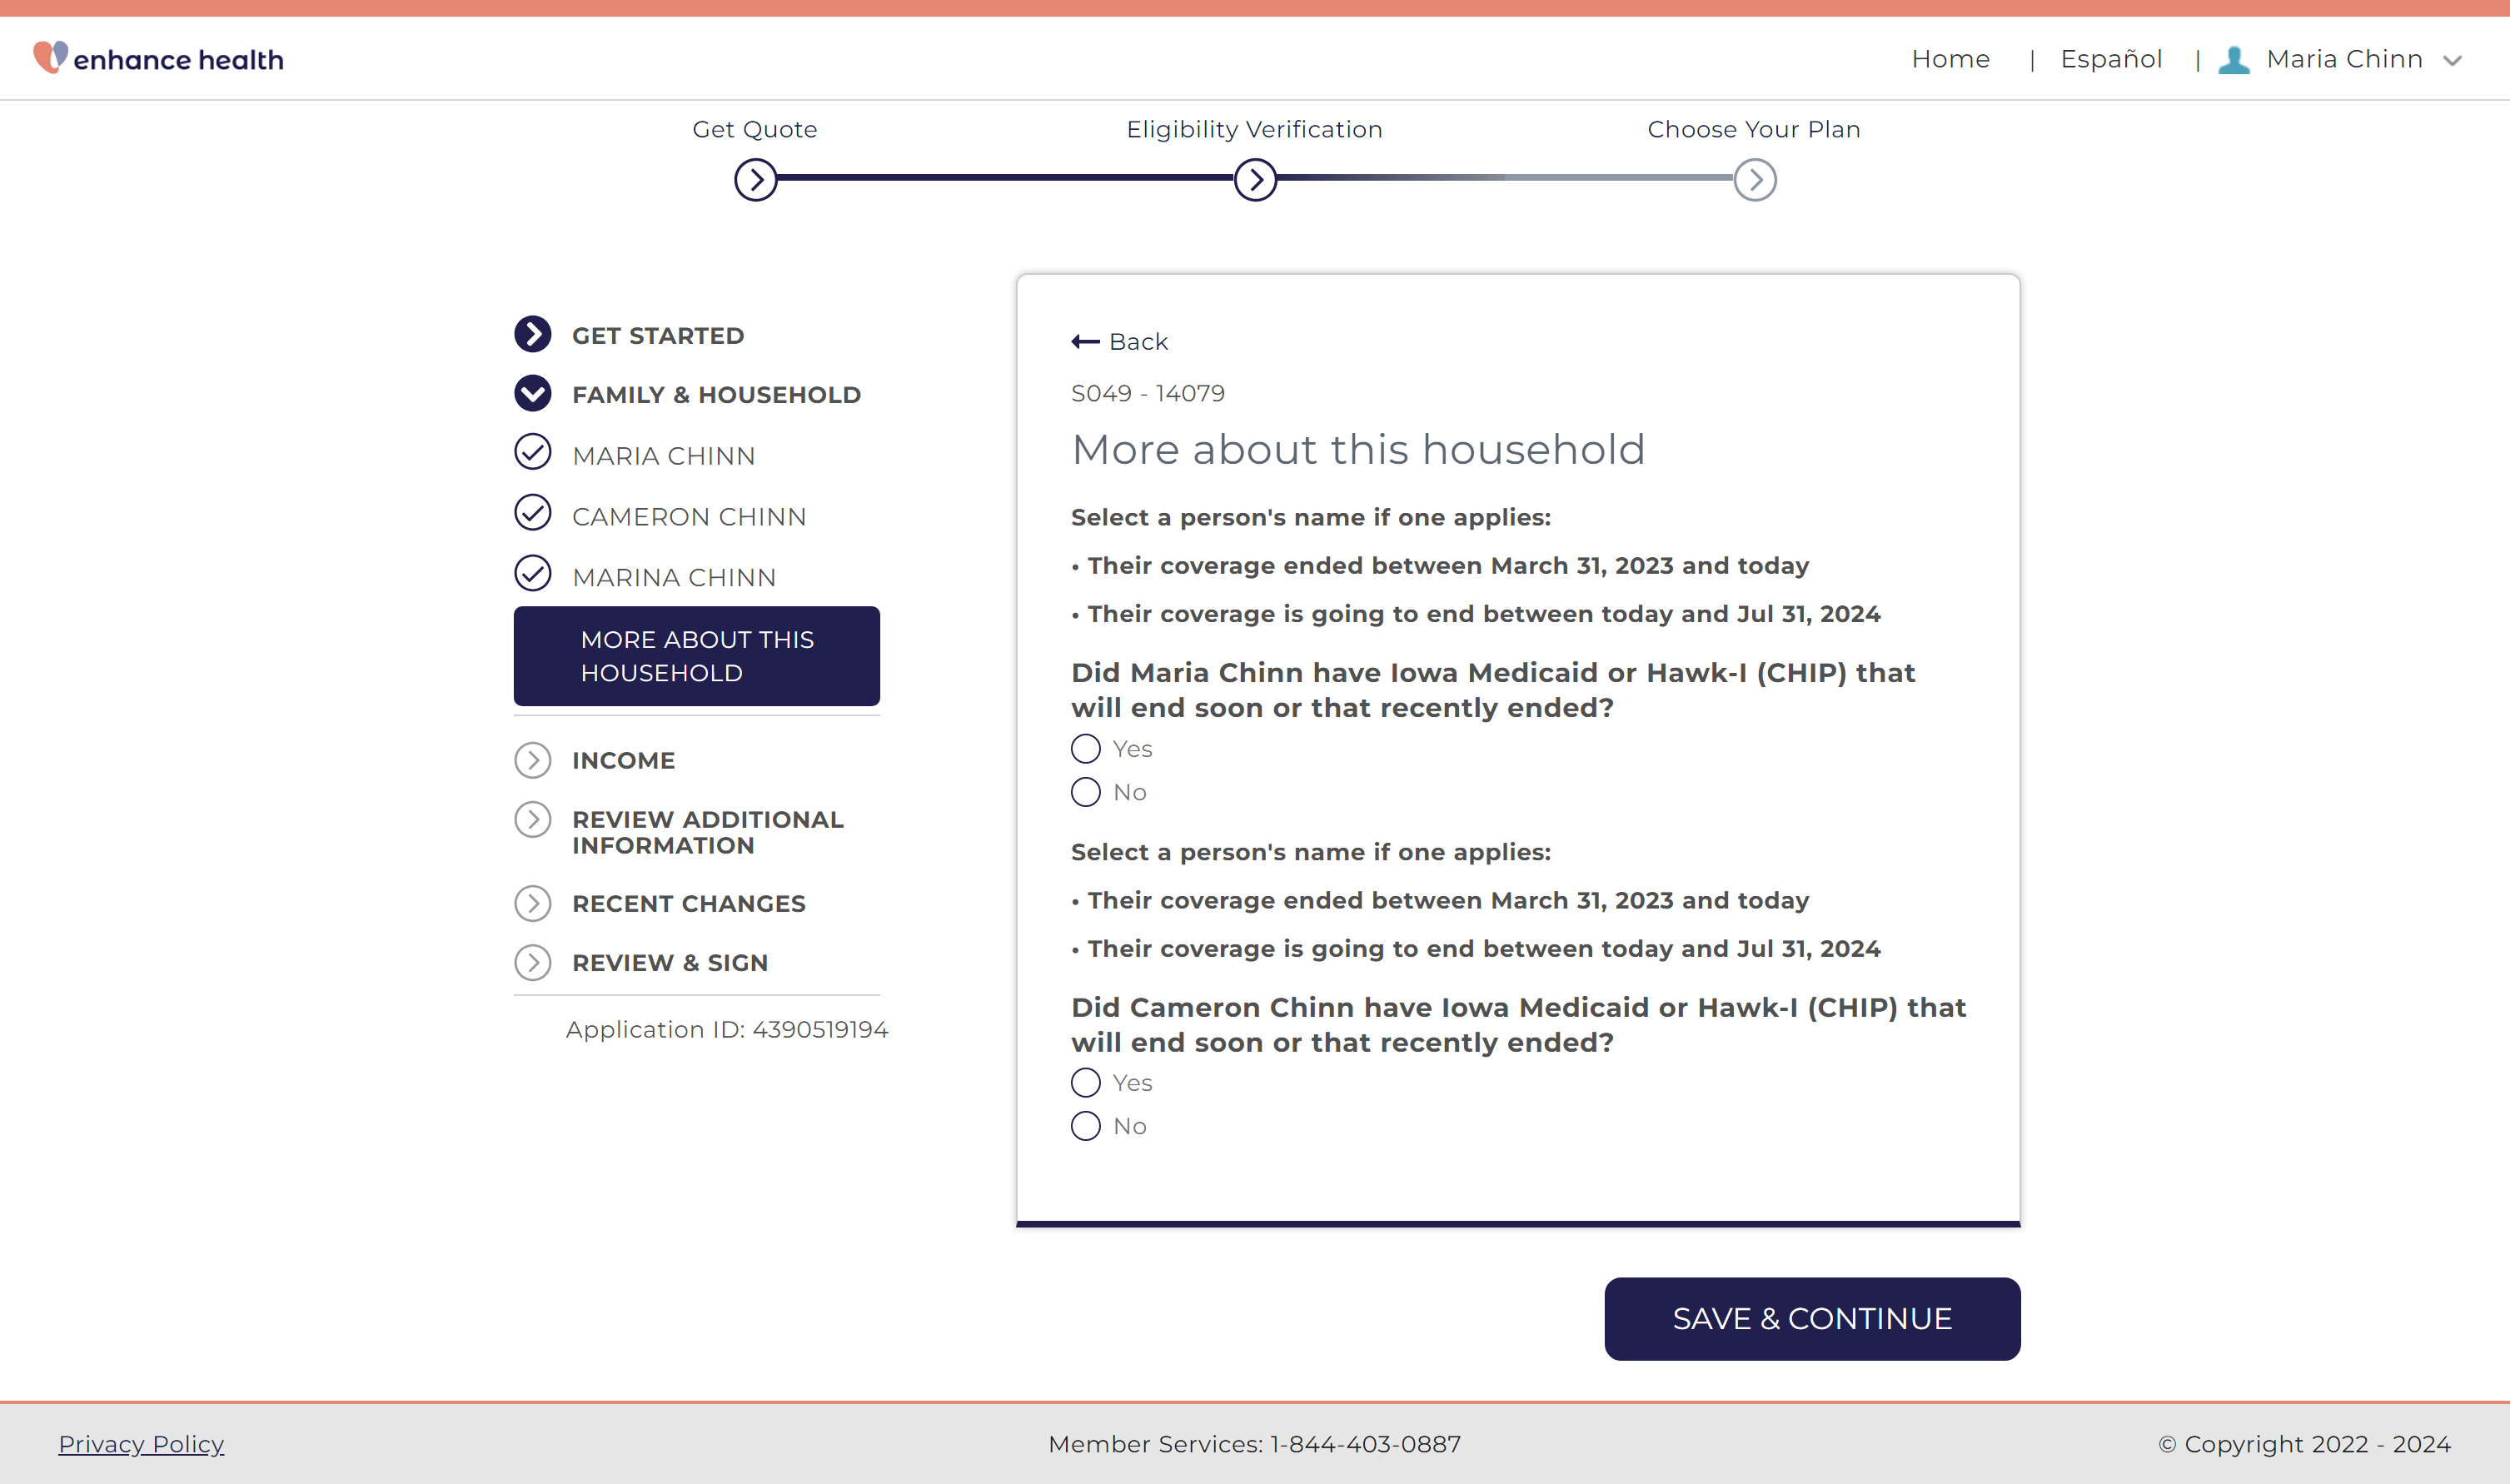 enhance health
Home | Español | Maria Chinn
Get Quote
Eligibility Verification
Choose Your Plan
GET STARTED
FAMILY & HOUSEHOLD
MARIA CHINN
CAMERON CHINN
MARINA CHINN
MORE ABOUT THIS
HOUSEHOLD
INCOME
REVIEW ADDITIONAL
INFORMATION
RECENT CHANGES
REVIEW & SIGN
Application ID: 4390519194
Back
S049 - 14079
More about this household
Select a person's name if one applies:
• Their coverage ended between March 31, 2023 and today
• Their coverage is going to end between today and Jul 31, 2024
Did Maria Chinn have Iowa Medicaid or Hawk-I (CHIP) that
will end soon or that recently ended?
Yes
No
Select a person's name if one applies:
• Their coverage ended between March 31, 2023 and today
• Their coverage is going to end between today and Jul 31, 2024
Did Cameron Chinn have Iowa Medicaid or Hawk-I (CHIP) that
will end soon or that recently ended?
Yes
No
SAVE & CONTINUE
Privacy Policy
Member Services: 1-844-403-0887
© Copyright 2022 - 2024